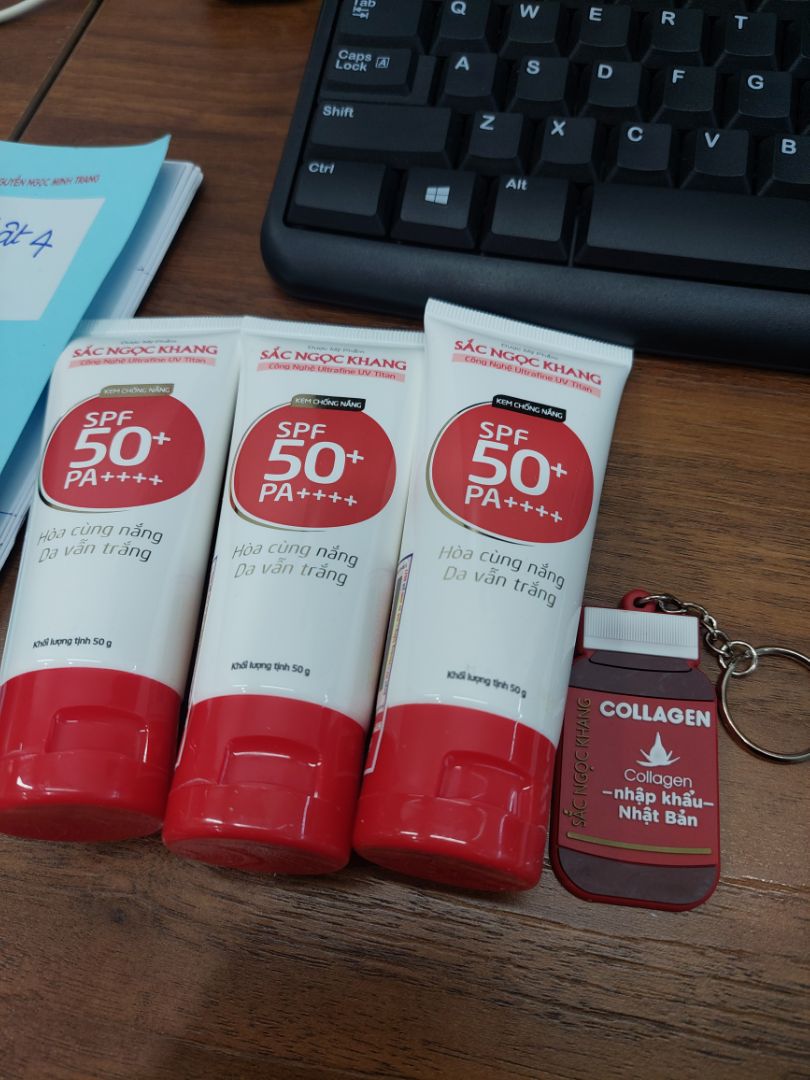 Tab
Q
W
E
R
T
Caps
Lock
A
A
S
D
F
G
Shift
Z
X
C
V
B
Ctrl
Alt
NGUYỄN NGỌC MINH TRANG
4
Dược Mỹ Phẩm
SẮC NGỌC KHANG
Công Nghệ Ultrafine UV Titan
KEM CHỐNG NẮNG
SPF
50+
PA++++
Hòa cùng nắng
Da vẫn trắng
Khối lượng tịnh 50 g
Dược Mỹ Phẩm
SẮC NGỌC KHANG
Công Nghệ Ultrafine UV Titan
KEM CHỐNG NẮNG
SPF
50+
PA++++
Hòa cùng nắng
Da vẫn trắng
Khối lượng tịnh 50 g
Dược Mỹ Phẩm
SẮC NGỌC KHANG
Công Nghệ Ultrafine UV Titan
KEM CHỐNG NẮNG
SPF
50+
PA++++
Hòa cùng nắng
Da vẫn trắng
Khối lượng tịnh 50 g
SẮC NGỌC KHANG
COLLAGEN
Collagen
–nhập khẩu–
Nhật Bản